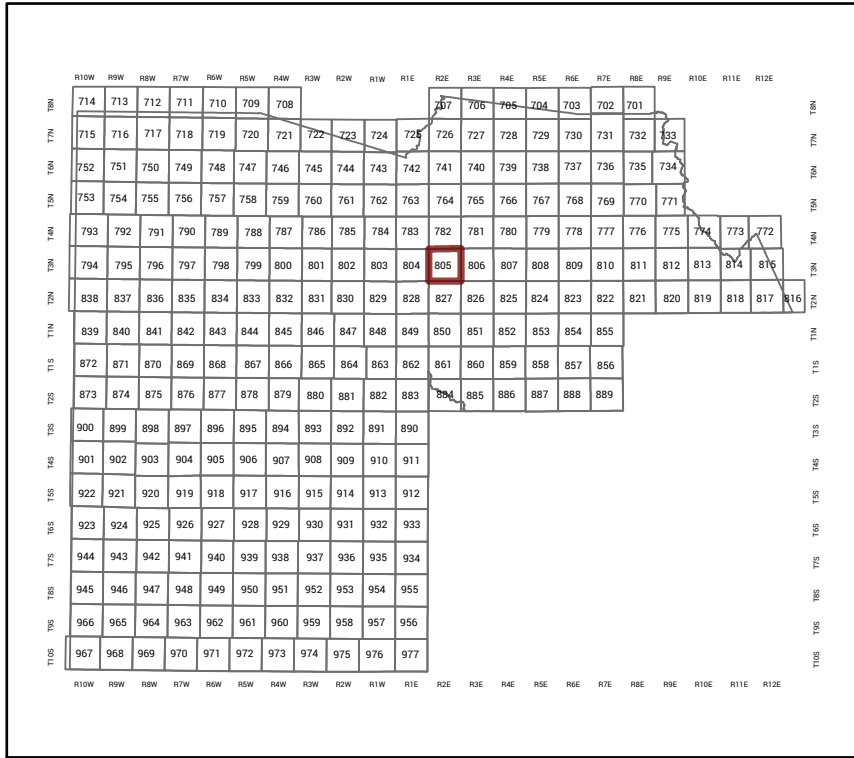 R10W R9W R8W R7W R6W R5W R4W R3W R2W R1W R1E R2E R3E R4E R5E R6E R7E R8E R9E R10E R11E R12E
T8N 714 713 712 711 710 709 708 707 706 705 704 703 702 701 T8N
T7N 715 716 717 718 719 720 721 722 723 724 725 726 727 728 729 730 731 732 733 T7N
T6N 752 751 750 749 748 747 746 745 744 743 742 741 740 739 738 737 736 735 734 T6N
T5N 753 754 755 756 757 758 759 760 761 762 763 764 765 766 767 768 769 770 771 T5N
T4N 793 792 791 790 789 788 787 786 785 784 783 782 781 780 779 778 777 776 775 774 773 772 T4N
T3N 794 795 796 797 798 799 800 801 802 803 804 805 806 807 808 809 810 811 812 813 814 815 T3N
T2N 838 837 836 835 834 833 832 831 830 829 828 827 826 825 824 823 822 821 820 819 818 817 816 T2N
T1N 839 840 841 842 843 844 845 846 847 848 849 850 851 852 853 854 855 T1N
T1S 872 871 870 869 868 867 866 865 864 863 862 861 860 859 858 857 856 T1S
T2S 873 874 875 876 877 878 879 880 881 882 883 884 885 886 887 888 889 T2S
T3S 900 899 898 897 896 895 894 893 892 891 890 T3S
T4S 901 902 903 904 905 906 907 908 909 910 911 T4S
T5S 922 921 920 919 918 917 916 915 914 913 912 T5S
T6S 923 924 925 926 927 928 929 930 931 932 933 T6S
T7S 944 943 942 941 940 939 938 937 936 935 934 T7S
T8S 945 946 947 948 949 950 951 952 953 954 955 T8S
T9S 966 965 964 963 962 961 960 959 958 957 956 T9S
T10S 967 968 969 970 971 972 973 974 975 976 977 T10S
R10W R9W R8W R7W R6W R5W R4W R3W R2W R1W R1E R2E R3E R4E R5E R6E R7E R8E R9E R10E R11E R12E